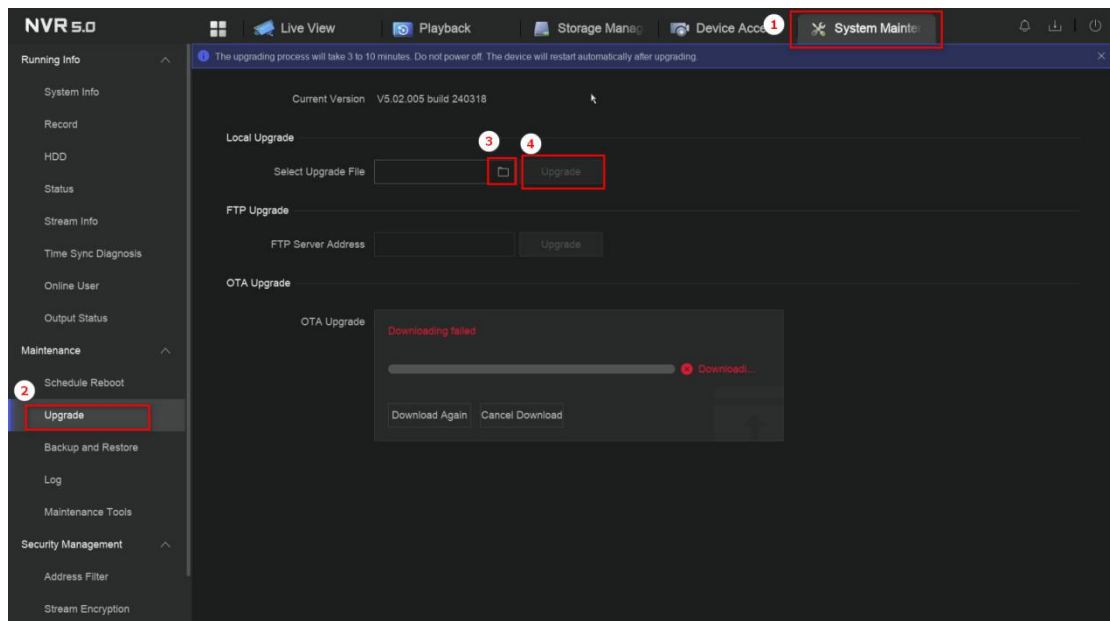 NVR 5.0
Live View
Playback
Storage Manag
Device Acce
1
System Mainte
Running Info
The upgrading process will take 3 to 10 minutes. Do not power off. The device will restart automatically after upgrading.
System Info
Current Version V5.02.005 build 240318
Record
Local Upgrade
3
4
HDD
Select Upgrade File
Upgrade
Status
FTP Upgrade
Stream Info
FTP Server Address
Upgrade
Time Sync Diagnosis
OTA Upgrade
Online User
Output Status
OTA Upgrade
Downloading failed
Maintenance
Downloadi...
2
Schedule Reboot
Upgrade
Download Again
Cancel Download
Backup and Restore
Log
Maintenance Tools
Security Management
Address Filter
Stream Encryption